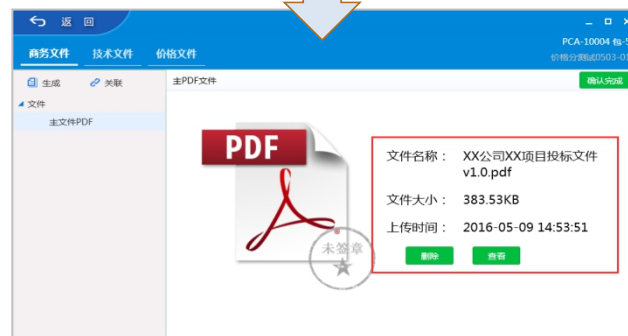 返 回
PCA-10004 包-5
商务文件 技术文件 价格文件
价格分测试0503-01
生成 关联
主PDF文件
确认完成
文件
主文件PDF
PDF
文件名称： XX公司XX项目投标文件
v1.0.pdf
文件大小： 383.53KB
上传时间： 2016-05-09 14:53:51
未签章
删除 查看